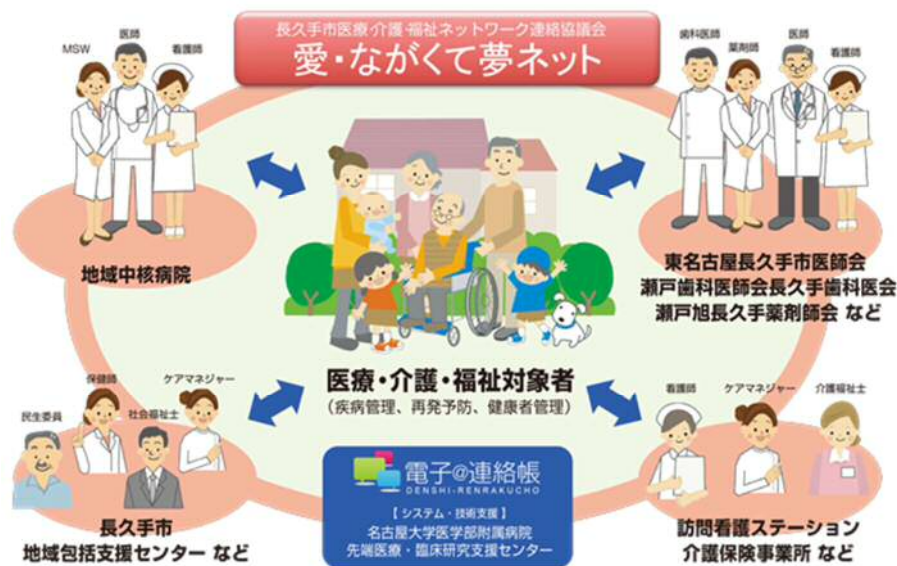 長久手市医療・介護・福祉ネットワーク連絡協議会
愛・ながくて夢ネット
MSW
医師
看護師
地域中核病院
歯科医師
薬剤師
医師
看護師
東名古屋長久手市医師会
瀬戸歯科医師会長久手歯科医会
瀬戸旭長久手薬剤師会 など
医療・介護・福祉対象者
(疾病管理、再発予防、健康者管理)
民生委員
保健師
社会福祉士
ケアマネジャー
長久手市
地域包括支援センター など
電子@連絡帳
DENSHI-RENRAKUCHO
【 システム・技術支援 】
名古屋大学医学部附属病院
先端医療・臨床研究支援センター
看護師
ケアマネジャー
介護福祉士
訪問看護ステーション
介護保険事業所 など